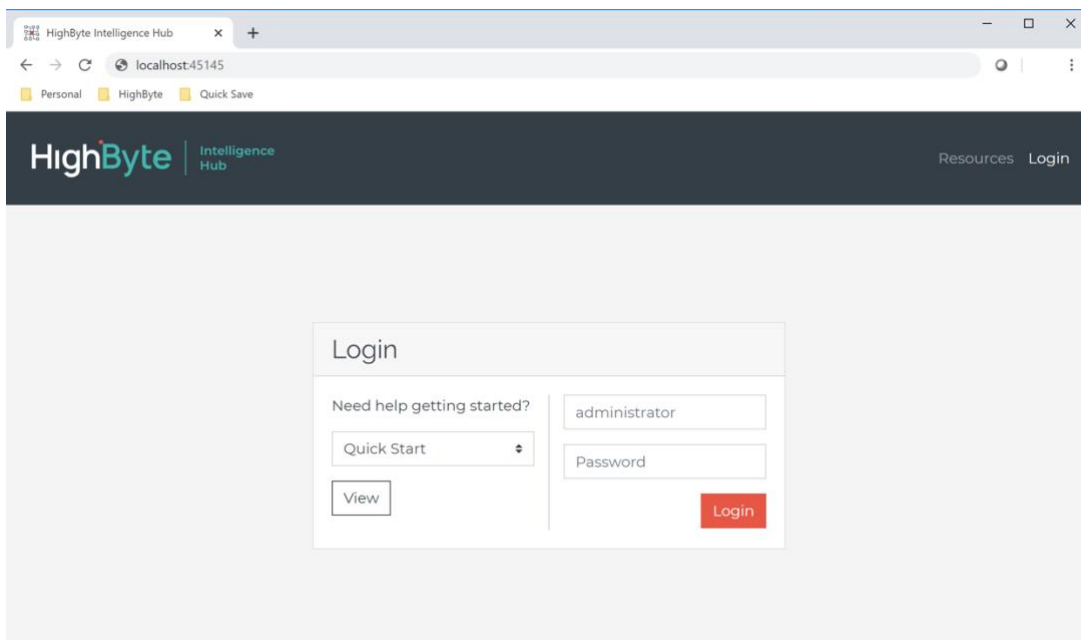 HighByte Intelligence Hub
localhost:45145
Personal HighByte Quick Save
HighByte Intelligence
Hub
Resources Login
Login
Need help getting started?
Quick Start
View
administrator
Password
Login